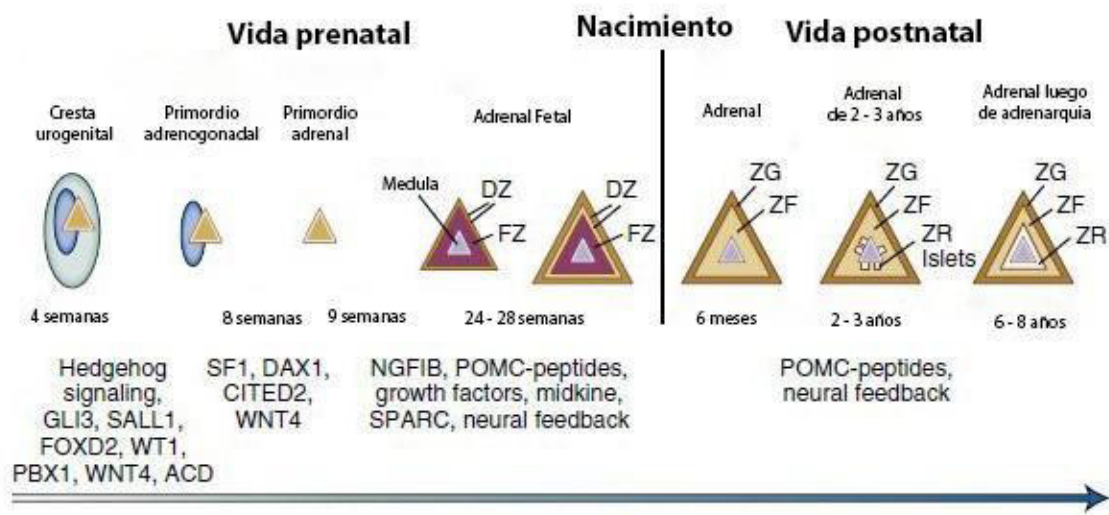 Vida prenatal
Nacimiento
Vida postnatal
Cresta
urogenital
Primordio
adrenogonadal
Primordio
adrenal
Adrenal Fetal
Adrenal
Adrenal
de 2 - 3 años
Adrenal luego
de adrenarquia
Medula
DZ
FZ
DZ
FZ
ZG
ZF
ZG
ZF
ZR
Islets
ZG
ZF
ZR
4 semanas
8 semanas
9 semanas
24 - 28 semanas
6 meses
2 - 3 años
6 - 8 años
Hedgehog
signaling,
GLI3, SALL1,
FOXD2, WT1,
PBX1, WNT4, ACD
SF1, DAX1,
CITED2,
WNT4
NGFIB, POMC-peptides,
growth factors, midkine,
SPARC, neural feedback
POMC-peptides,
neural feedback